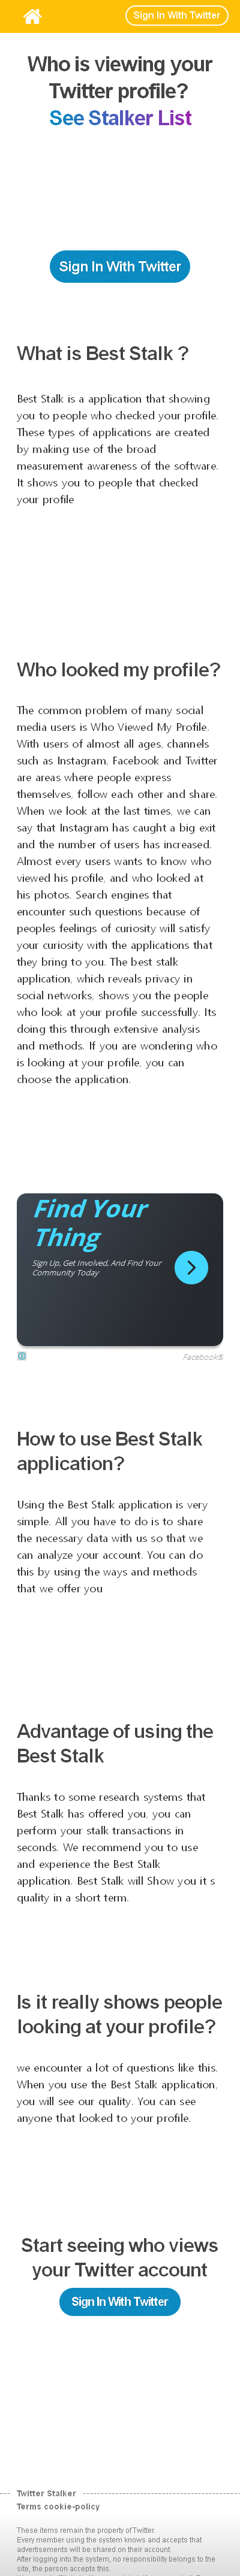 Sign In With Twitter
Who is viewing your
Twitter profile?
See Stalker List
Sign In With Twitter
What is Best Stalk ?
Best Stalk is a application that showing
you to people who checked your profile.
These types of applications are created
by making use of the broad
measurement awareness of the software.
It shows you to people that checked
your profile
Who looked my profile?
The common problem of many social
media users is Who Viewed My Profile.
With users of almost all ages, channels
such as Instagram, Facebook and Twitter
are areas where people express
themselves, follow each other and share.
When we look at the last times, we can
say that Instagram has caught a big exit
and the number of users has increased.
Almost every users wants to know who
viewed his profile, and who looked at
his photos. Search engines that
encounter such questions because of
peoples feelings of curiosity will satisfy
your curiosity with the applications that
they bring to you. The best stalk
application, which reveals privacy in
social networks, shows you the people
who look at your profile successfully. Its
doing this through extensive analysis
and methods. If you are wondering who
is looking at your profile, you can
choose the application.
Find Your
Thing
Sign Up, Get Involved, And Find Your
Community Today
Facebook®
How to use Best Stalk
application?
Using the Best Stalk application is very
simple. All you have to do is to share
the necessary data with us so that we
can analyze your account. You can do
this by using the ways and methods
that we offer you
Advantage of using the
Best Stalk
Thanks to some research systems that
Best Stalk has offered you, you can
perform your stalk transactions in
seconds. We recommend you to use
and experience the Best Stalk
application. Best Stalk will Show you it s
quality in a short term.
Is it really shows people
looking at your profile?
we encounter a lot of questions like this.
When you use the Best Stalk application,
you will see our quality. You can see
anyone that looked to your profile.
Start seeing who views
your Twitter account
Sign In With Twitter
Twitter Stalker
Terms cookie-policy
These items remain the property of Twitter.
Every member using the system knows and accepts that
advertisements will be shared on their account.
After logging into the system, no responsibility belongs to the
site, the person accepts this.